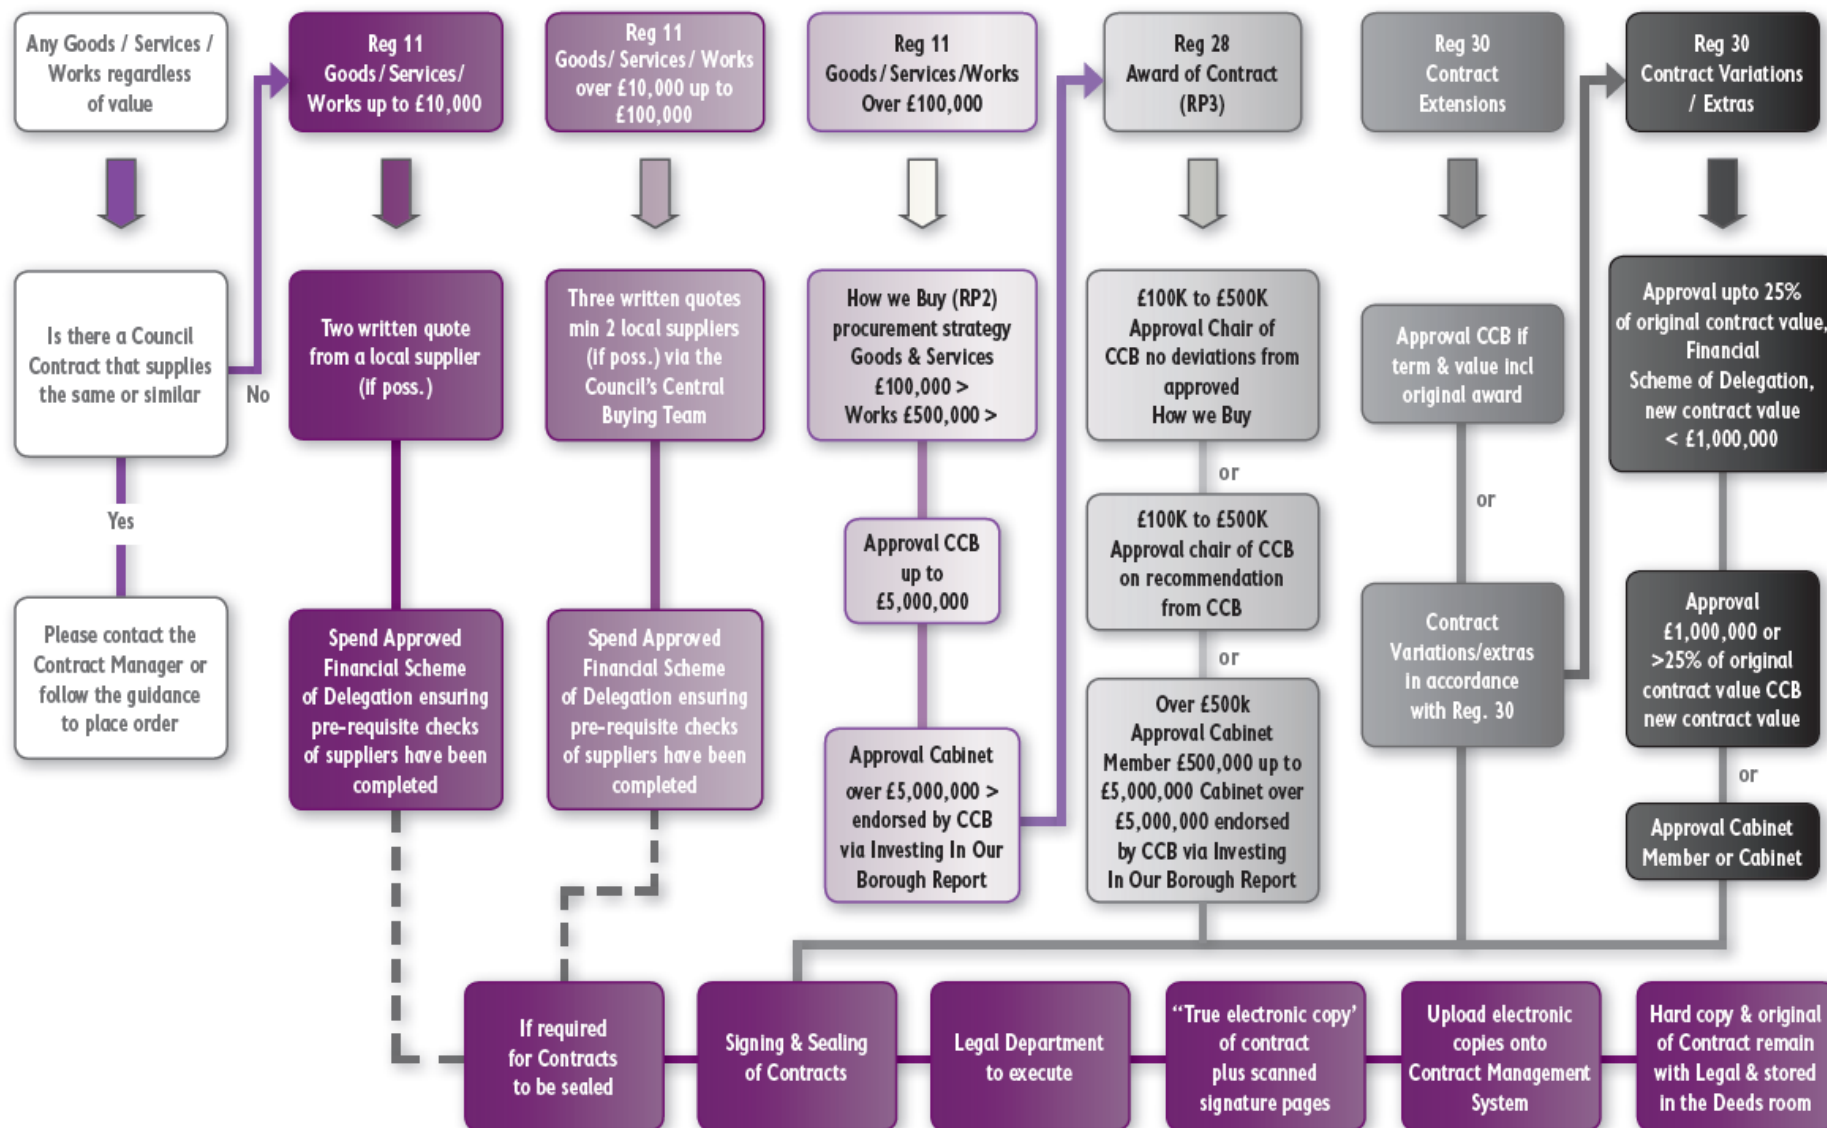 Any Goods / Services /
Works regardless
of value
Reg 11
Goods / Services /
Works up to £10,000
Reg 11
Goods / Services / Works
over £10,000 up to
£100,000
Reg 11
Goods / Services /Works
Over £100,000
Reg 28
Award of Contract
(RP3)
Reg 30
Contract
Extensions
Reg 30
Contract Variations
/ Extras
Is there a Council
Contract that supplies
the same or similar
No
Yes
Please contact the
Contract Manager or
follow the guidance
to place order
Two written quote
from a local supplier
(if poss.)
Spend Approved
Financial Scheme
of Delegation ensuring
pre-requisite checks
of suppliers have been
completed
Three written quotes
min 2 local suppliers
(if poss.) via the
Council's Central
Buying Team
Spend Approved
Financial Scheme
of Delegation ensuring
pre-requisite checks
of suppliers have been
completed
How we Buy (RP2)
procurement strategy
Goods & Services
£100,000 >
Works £500,000 >
Approval CCB
up to
£5,000,000
Approval Cabinet
over £5,000,000 >
endorsed by CCB
via Investing In Our
Borough Report
£100K to £500K
Approval Chair of
CCB no deviations from
approved
How we Buy
or
£100K to £500K
Approval chair of CCB
on recommendation
from CCB
or
Over £500k
Approval Cabinet
Member £500,000 up to
£5,000,000 Cabinet over
£5,000,000 endorsed
by CCB via Investing
In Our Borough Report
Approval CCB if
term & value incl
original award
or
Contract
Variations/extras
in accordance
with Reg. 30
Approval upto 25%
of original contract value,
Financial
Scheme of Delegation,
new contract value
< £1,000,000
Approval
£1,000,000 or
>25% of original
contract value CCB
new contract value
or
Approval Cabinet
Member or Cabinet
If required
for Contracts
to be sealed
Signing & Sealing
of Contracts
Legal Department
to execute
“True electronic copy’
of contract
plus scanned
signature pages
Upload electronic
copies onto
Contract Management
System
Hard copy & original
of Contract remain
with Legal & stored
in the Deeds room